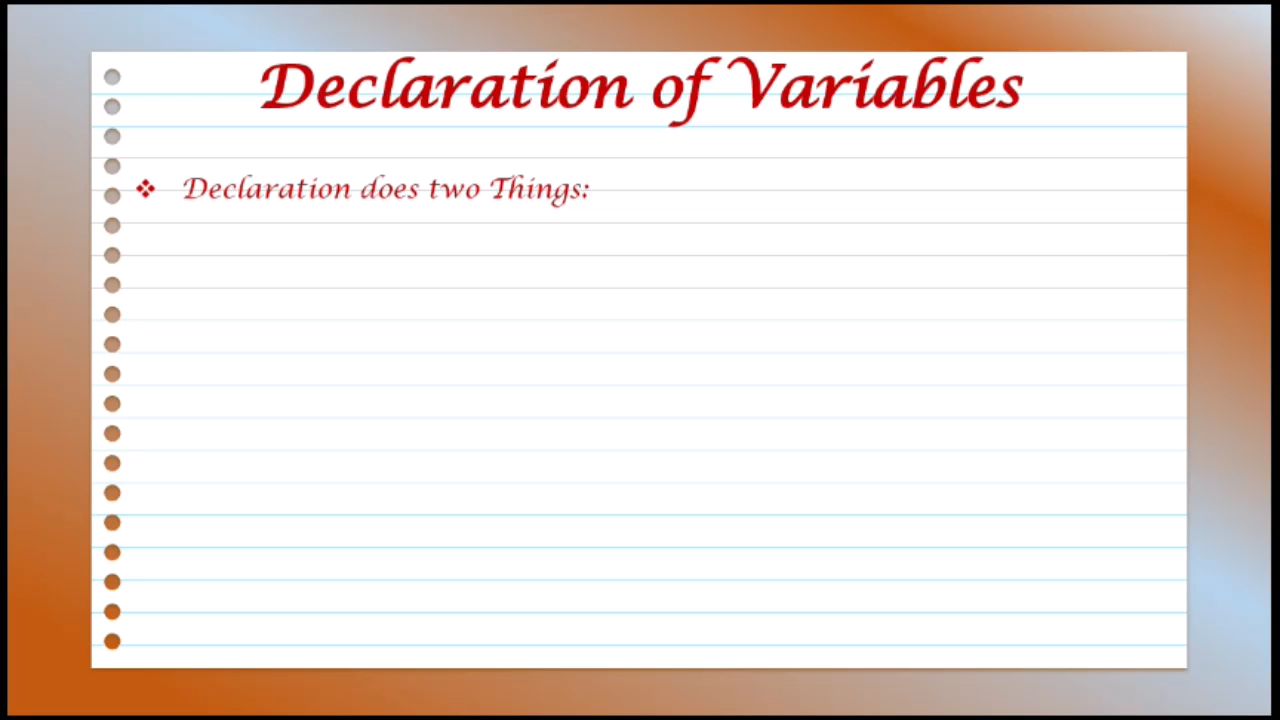 Declaration of Variables
❖ Declaration does two Things: